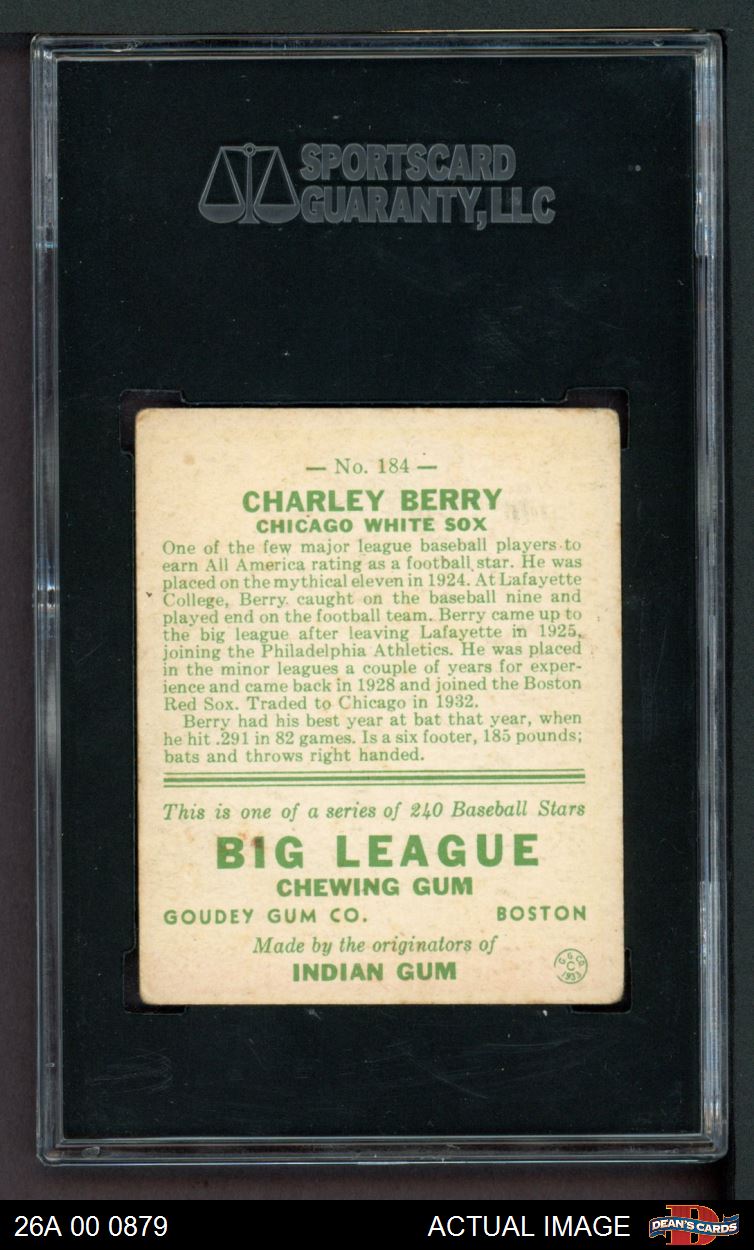 SPORTSCARD
GUARANTY, LLC
— No. 184 —
CHARLEY BERRY
CHICAGO WHITE SOX
One of the few major league baseball players to
earn All America rating as a football star. He was
placed on the mythical eleven in 1924. At Lafayette
College, Berry caught on the baseball nine and
played end on the football team. Berry came up to
the big league after leaving Lafayette in 1925,
joining the Philadelphia Athletics. He was placed
in the minor leagues a couple of years for exper-
ience and came back in 1928 and joined the Boston
Red Sox. Traded to Chicago in 1932.
Berry had his best year at bat that year, when
he hit .291 in 82 games. Is a six footer, 185 pounds;
bats and throws right handed.
This is one of a series of 240 Baseball Stars
BIG LEAGUE
CHEWING GUM
GOUDEY GUM CO. BOSTON
Made by the originators of
INDIAN GUM
G. G. CO.
C
1933
26A 00 0879 ACTUAL IMAGE DEAN'S CARDS